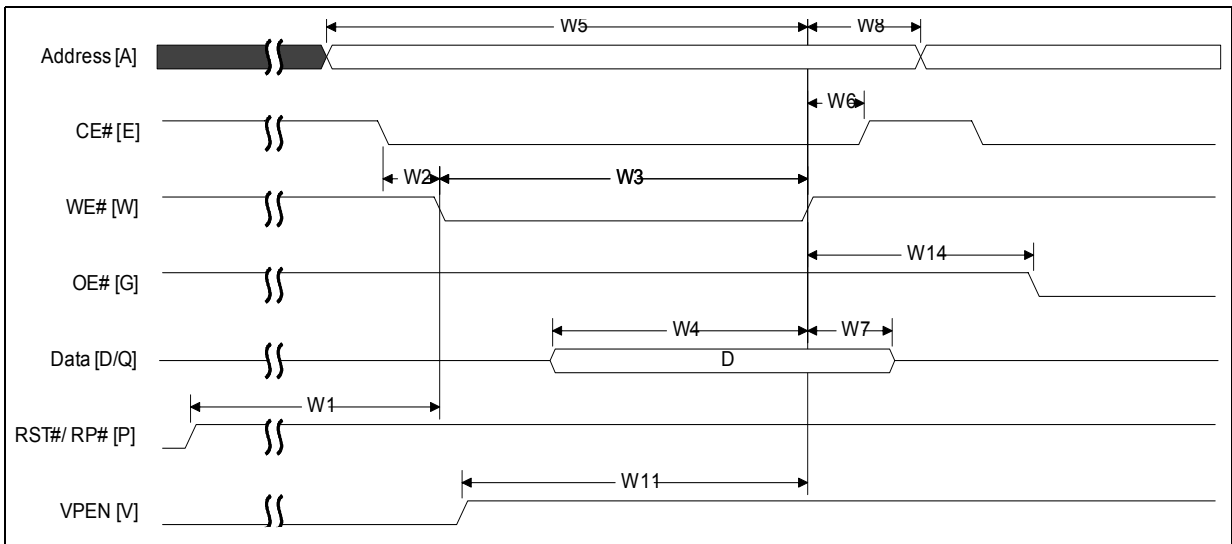 W5
W8
Address [A]
W6
CE# [E]
W2
W3
WE# [W]
W14
OE# [G]
W4
W7
Data [D/Q]
D
W1
RST#/ RP# [P]
W11
VPEN [V]